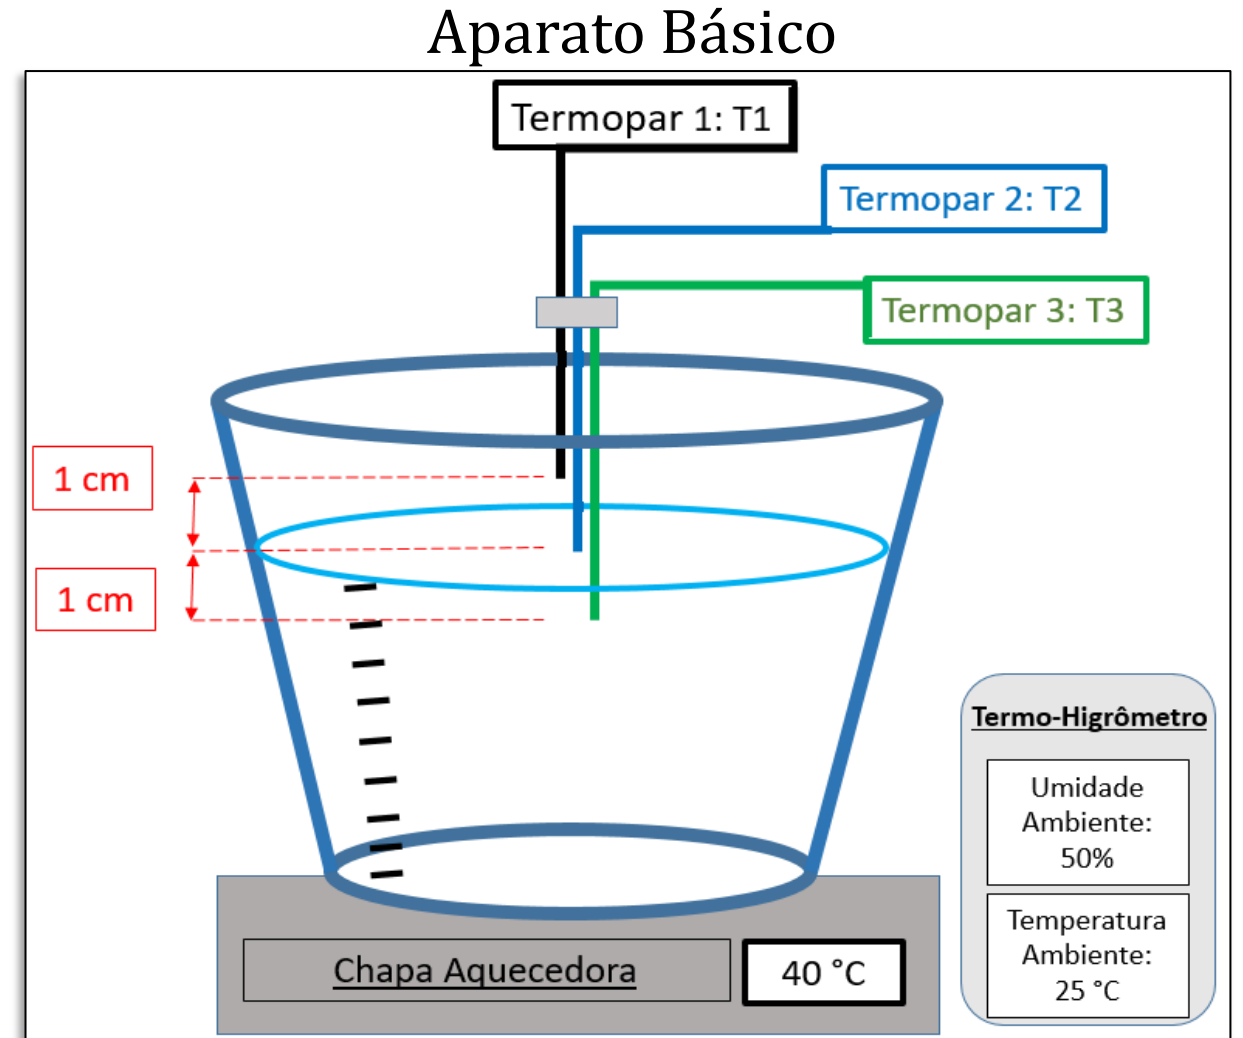 Aparato Básico
Termopar 1: T1
Termopar 2: T2
Termopar 3: T3
1 cm
1 cm
Termo-Higrômetro
Umidade
Ambiente:
50%
Temperatura
Ambiente:
25 °C
Chapa Aquecedora
40 °C